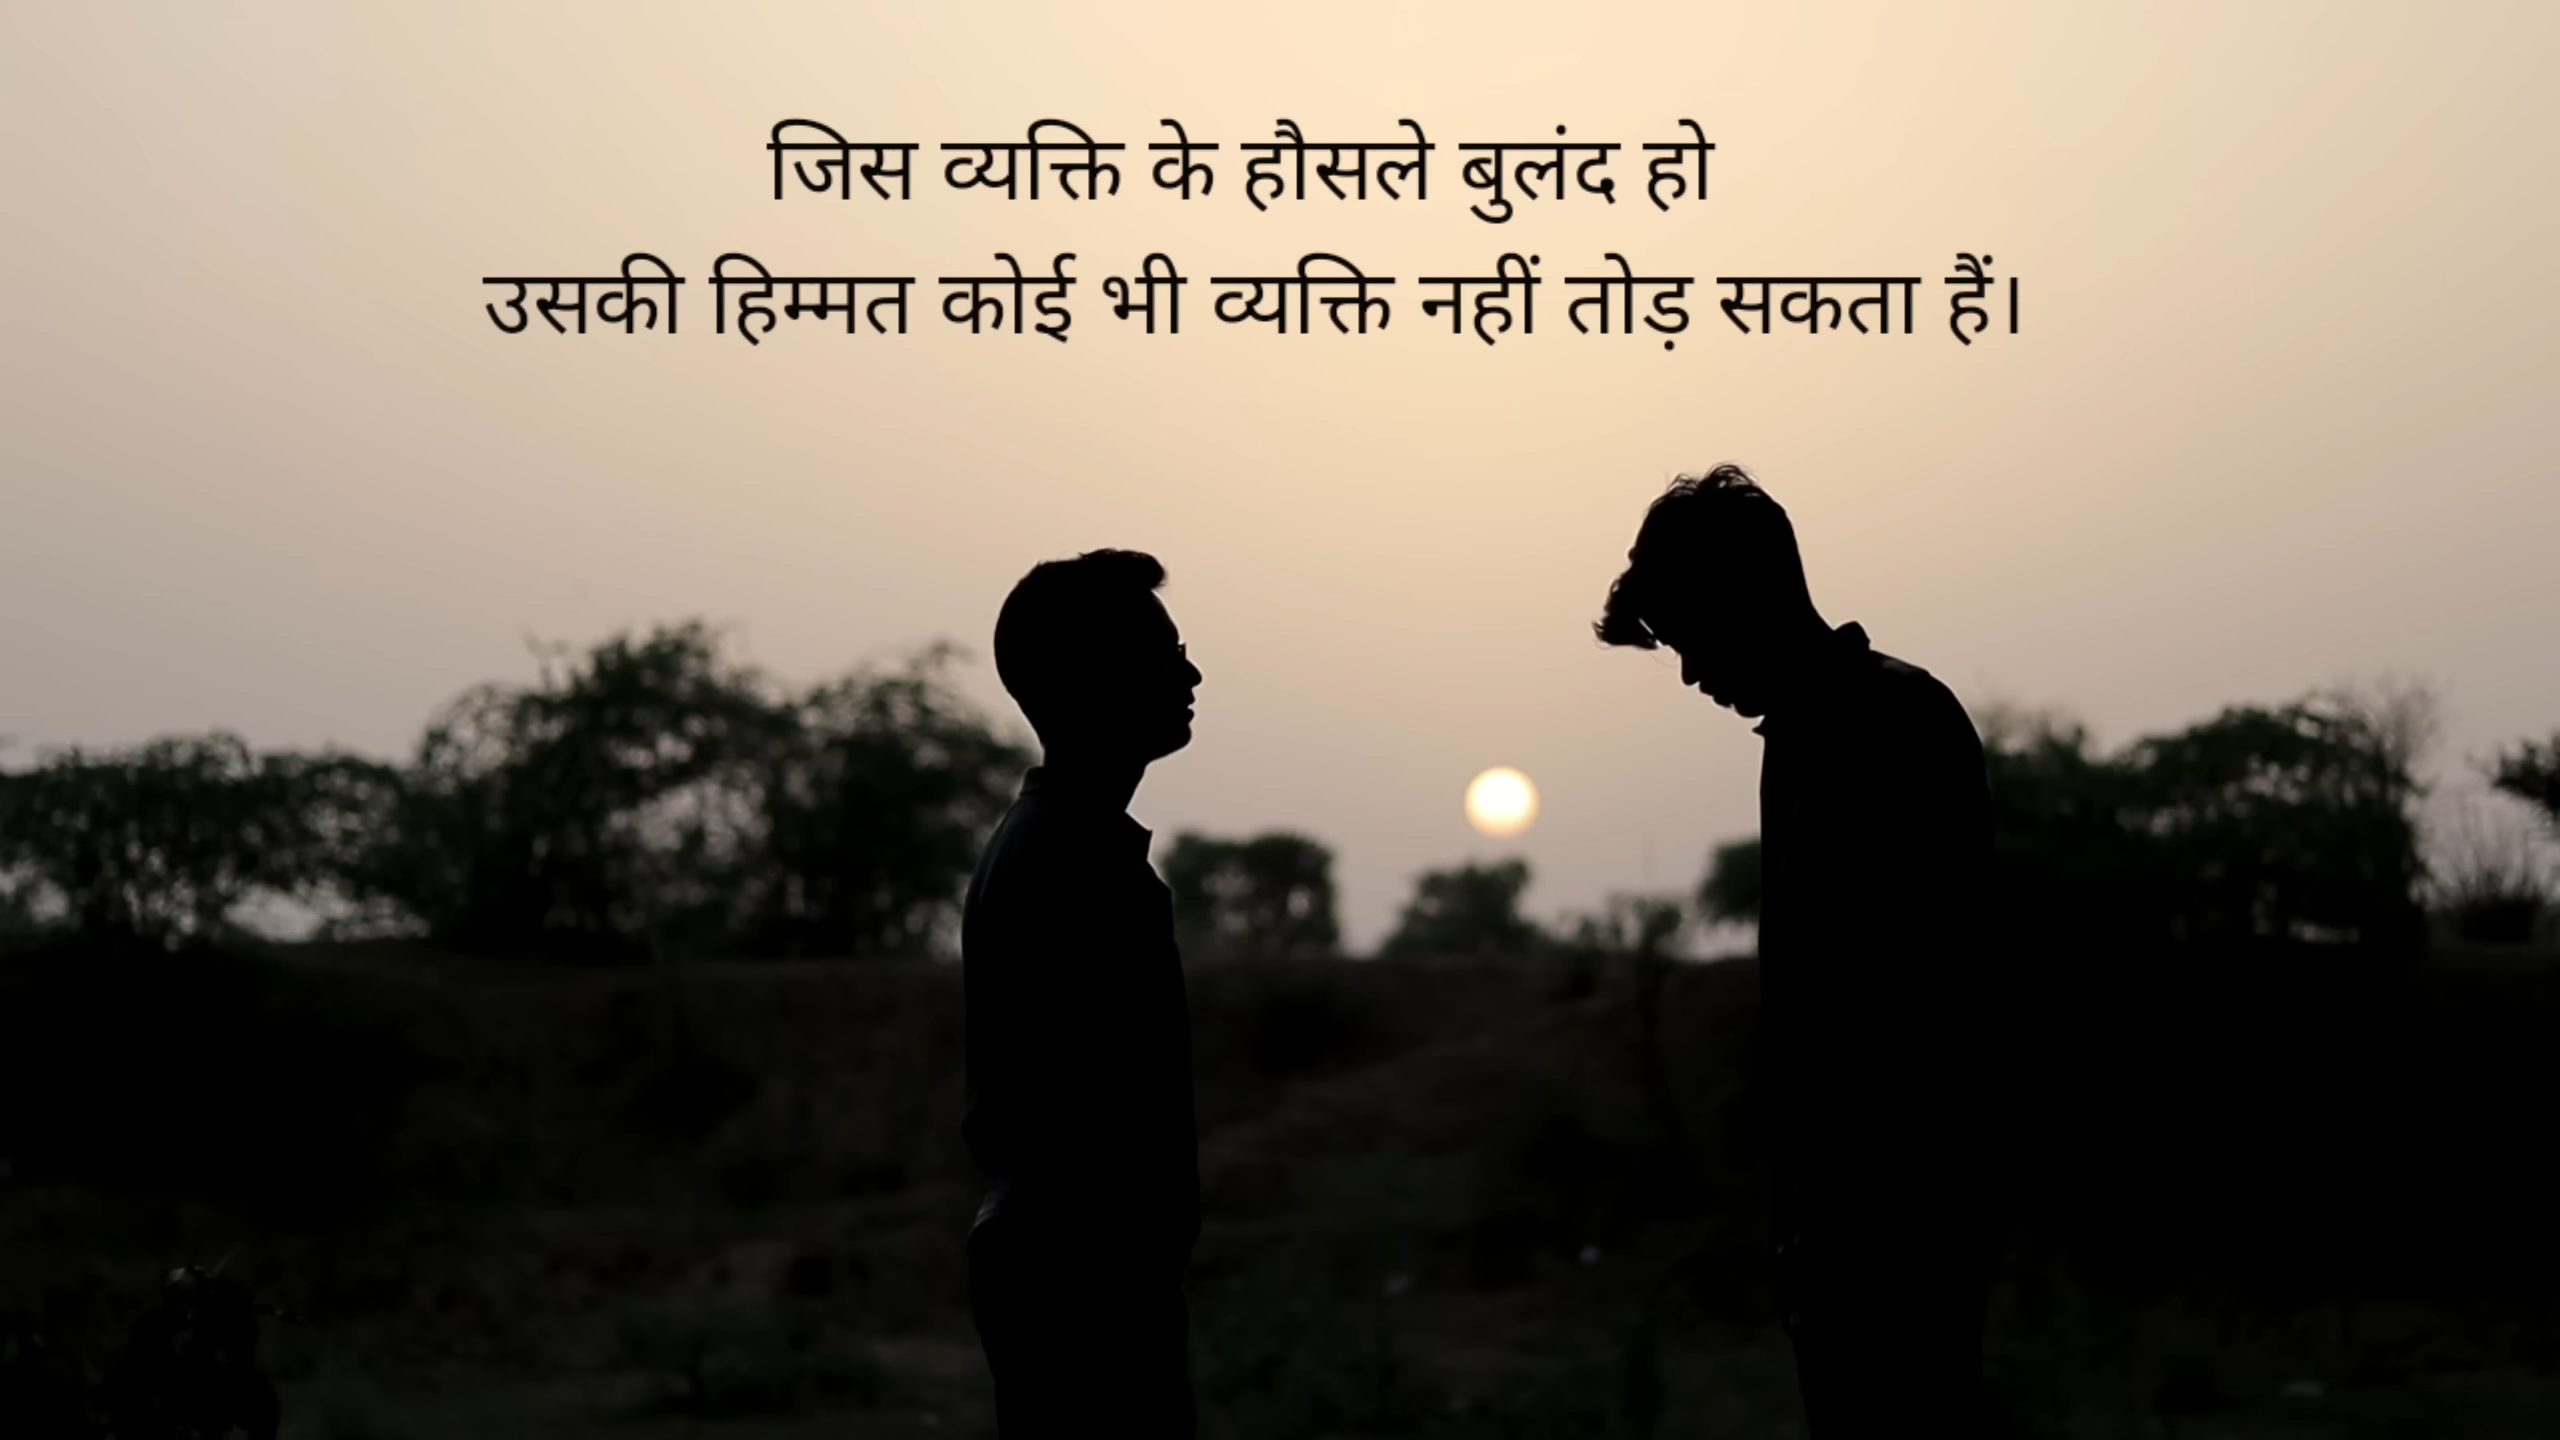 जिस व्यक्ति के हौसले बुलंद हो
उसकी हिम्मत कोई भी व्यक्ति नहीं तोड़ सकता हैं।